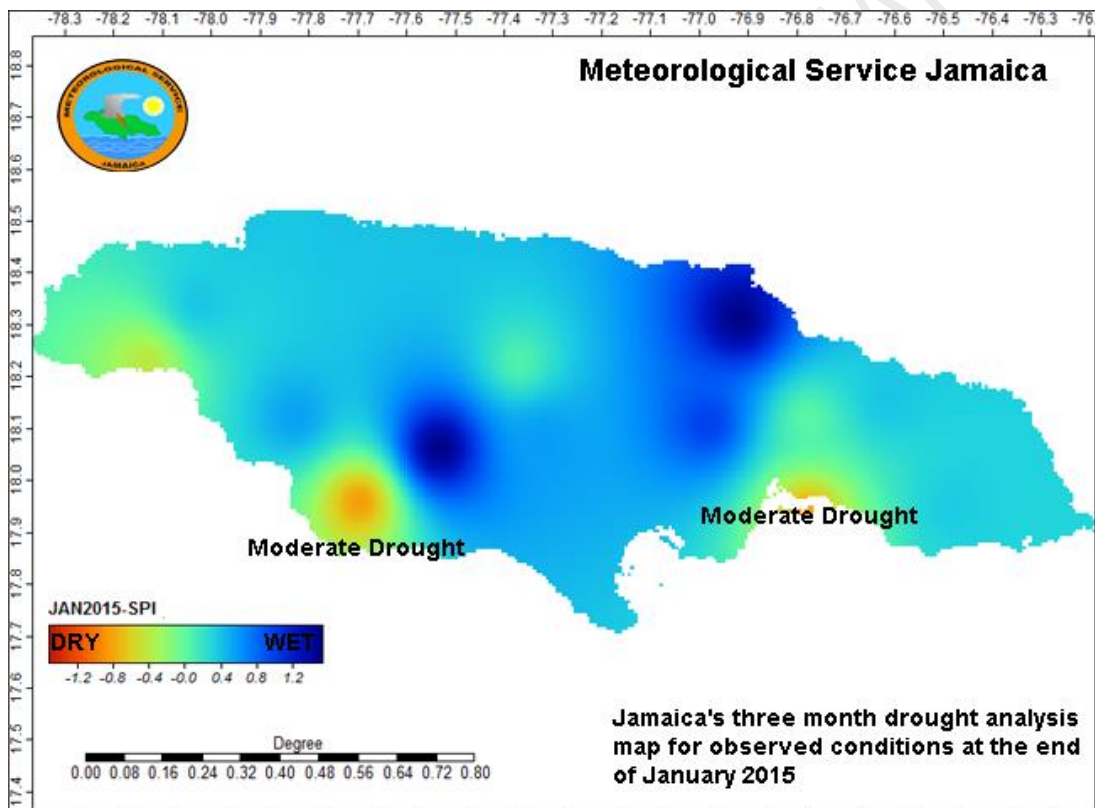 -78.3 -78.2 -78.1 -78.0 -77.9 -77.8 -77.7 -77.6 -77.5 -77.4 -77.3 -77.2 -77.1 -77.0 -76.9 -76.8 -76.7 -76.6 -76.5 -76.4 -76.3
18.8
18.7
18.6
18.5
18.4
18.3
18.2
18.1
18.0
17.9
17.8
17.7
17.6
17.5
17.4
METEOROLOGICAL SERVICE
JAMAICA
Meteorological Service Jamaica
Moderate Drought
Moderate Drought
JAN2015-SPI
DRY WET
-1.2 -0.8 -0.4 -0.0 0.4 0.8 1.2
Degree
0.00 0.08 0.16 0.24 0.32 0.40 0.48 0.56 0.64 0.72 0.80
Jamaica's three month drought analysis
map for observed conditions at the end
of January 2015